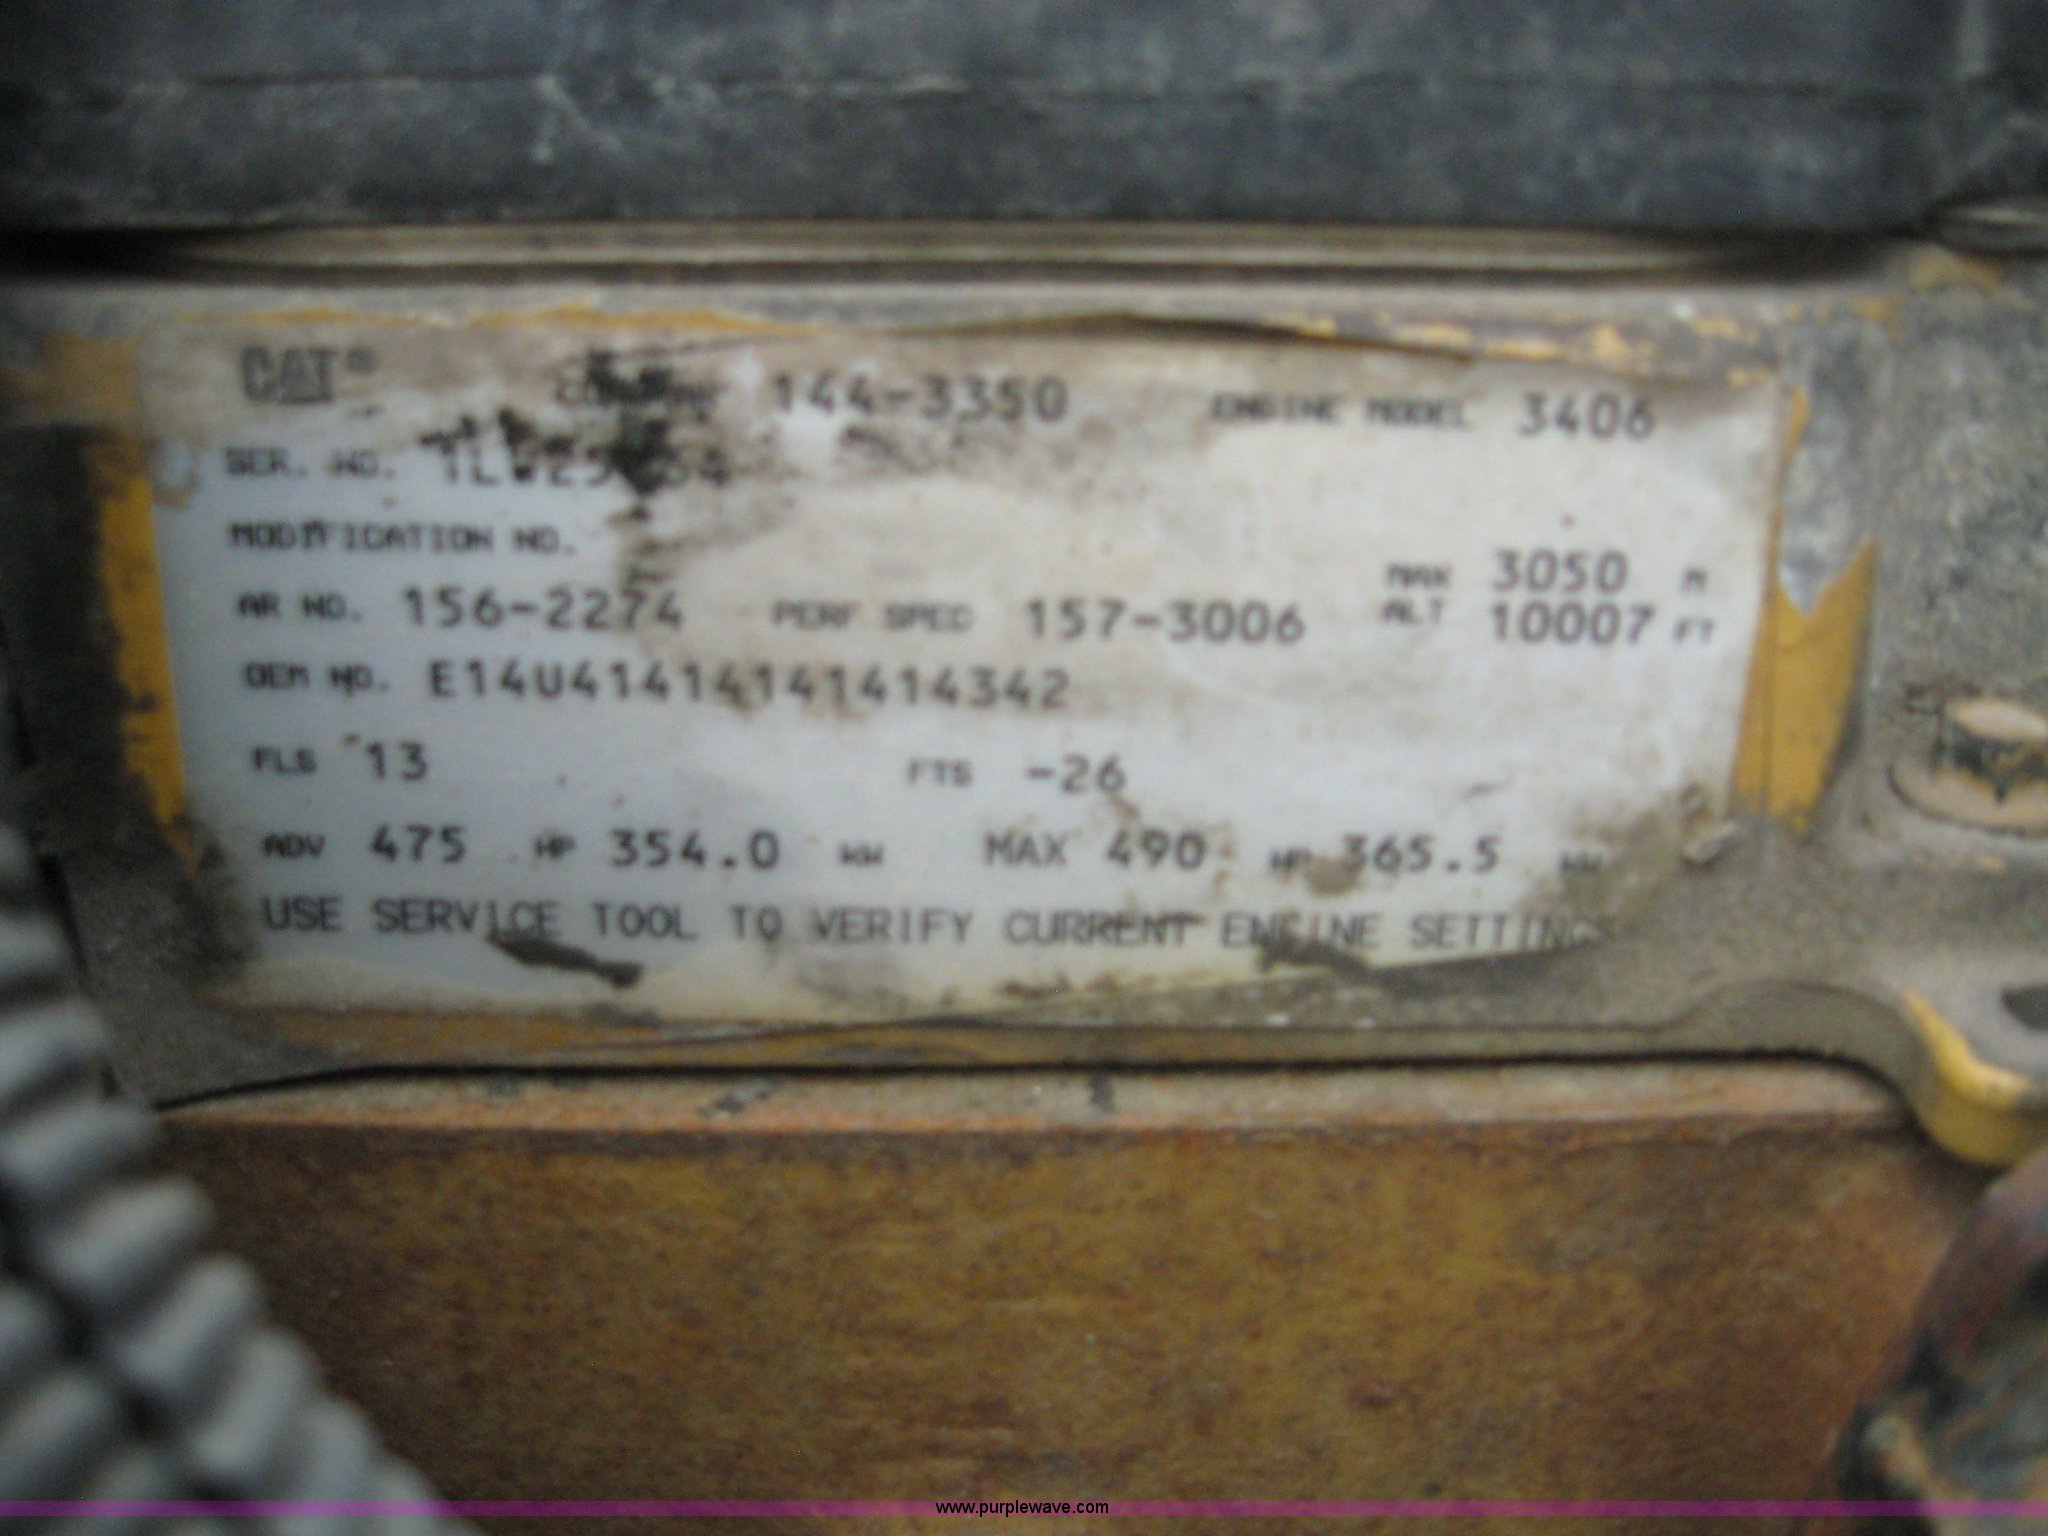 CAT® 144-3350 ENGINE MODEL 3406
SER. NO.
MODIFICATION NO.
AR NO. 156-2274 PERF SPEC 157-3006 MAX ALT 3050 M 10007 FT
OEM NO. E14U41414141414342
FLS 13 FTS -26
ADV 475 HP 354.0 KW MAX 490 HP 365.5 KW
USE SERVICE TOOL TO VERIFY CURRENT ENGINE SETTINGS
www.purplewave.com